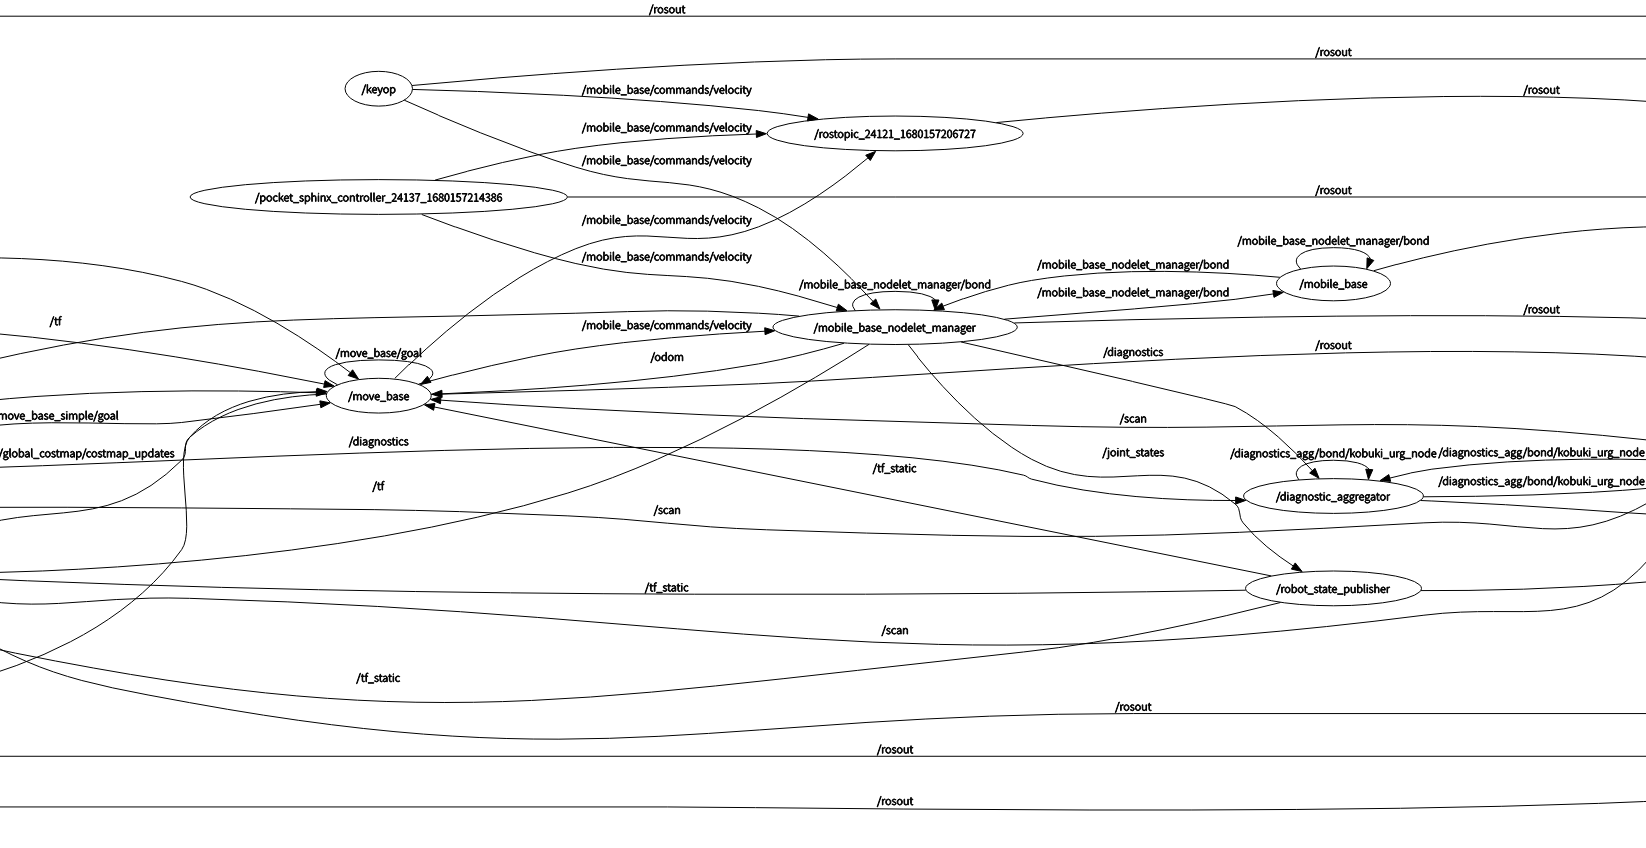 /rosout
/rosout
/keyop
/mobile_base/commands/velocity
/rosout
/mobile_base/commands/velocity
/rostopic_24121_1680157206727
/mobile_base/commands/velocity
/pocket_sphinx_controller_24137_1680157214386
/rosout
/mobile_base/commands/velocity
/mobile_base_nodelet_manager/bond
/mobile_base/commands/velocity
/mobile_base_nodelet_manager/bond
/mobile_base_nodelet_manager/bond
/mobile_base
/mobile_base_nodelet_manager/bond
/rosout
/tf
/mobile_base/commands/velocity
/mobile_base_nodelet_manager
/rosout
/move_base/goal
/odom
/diagnostics
/move_base
move_base_simple/goal
/scan
/diagnostics
/global_costmap/costmap_updates
/joint_states
/diagnostics_agg/bond/kobuki_urg_node
/diagnostics_agg/bond/kobuki_urg_node
/tf_static
/diagnostics_agg/bond/kobuki_urg_node
/tf
/diagnostic_aggregator
/scan
/tf_static
/robot_state_publisher
/scan
/tf_static
/rosout
/rosout
/rosout